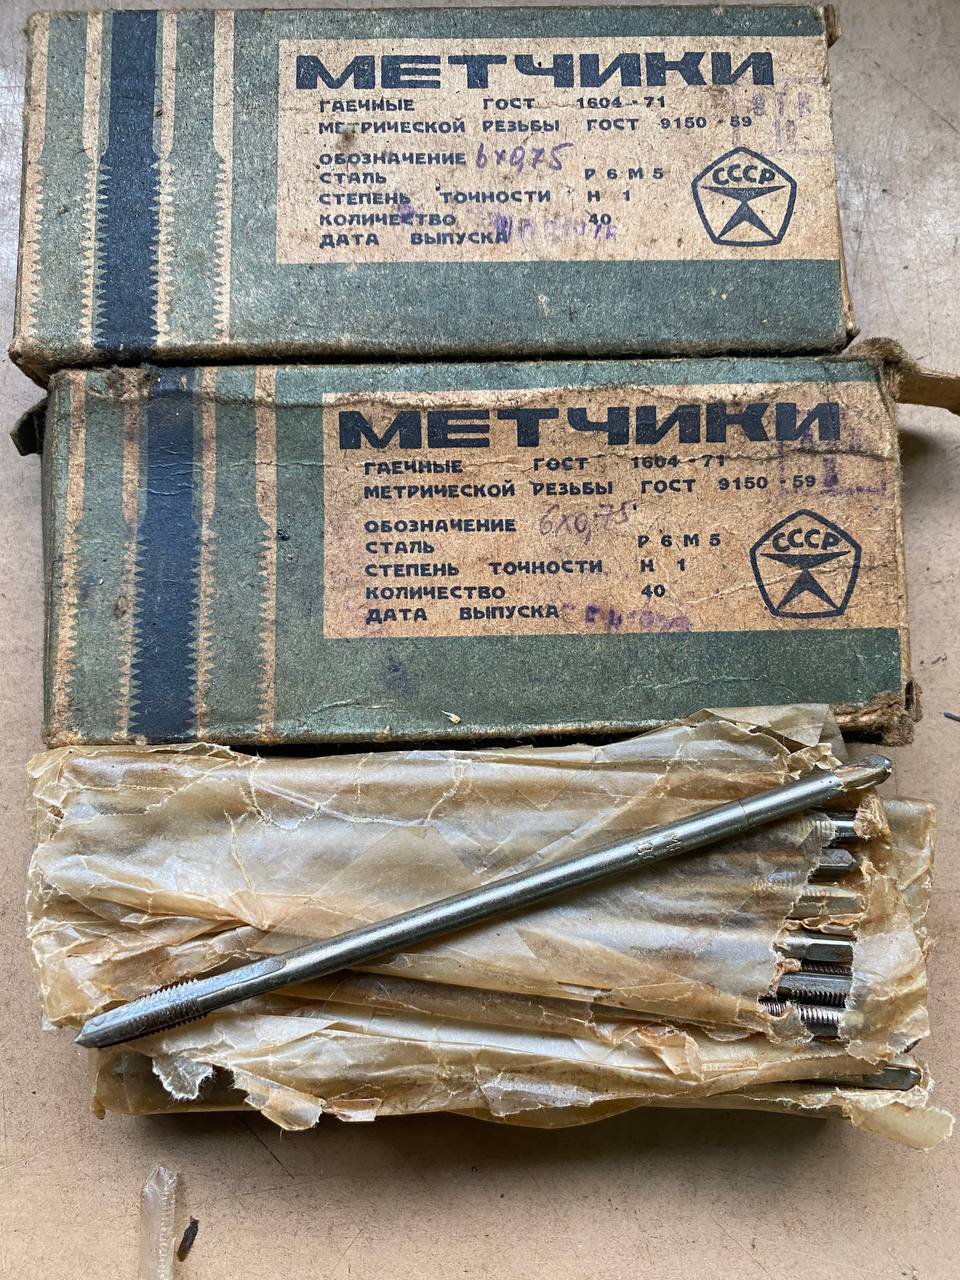 МЕТЧИКИ
ГАЕЧНЫЕ ГОСТ 1604-71
МЕТРИЧЕСКОЙ РЕЗЬБЫ ГОСТ 9150-59
ОБОЗНАЧЕНИЕ 6х0,75
СТАЛЬ Р6М5
СТЕПЕНЬ ТОЧНОСТИ Н 1
КОЛИЧЕСТВО 40
ДАТА ВЫПУСКА
СССР
МЕТЧИКИ
ГАЕЧНЫЕ ГОСТ 1604-71
МЕТРИЧЕСКОЙ РЕЗЬБЫ ГОСТ 9150-59
ОБОЗНАЧЕНИЕ 6х0,75
СТАЛЬ Р6М5
СТЕПЕНЬ ТОЧНОСТИ Н 1
КОЛИЧЕСТВО 40
ДАТА ВЫПУСКА
СССР